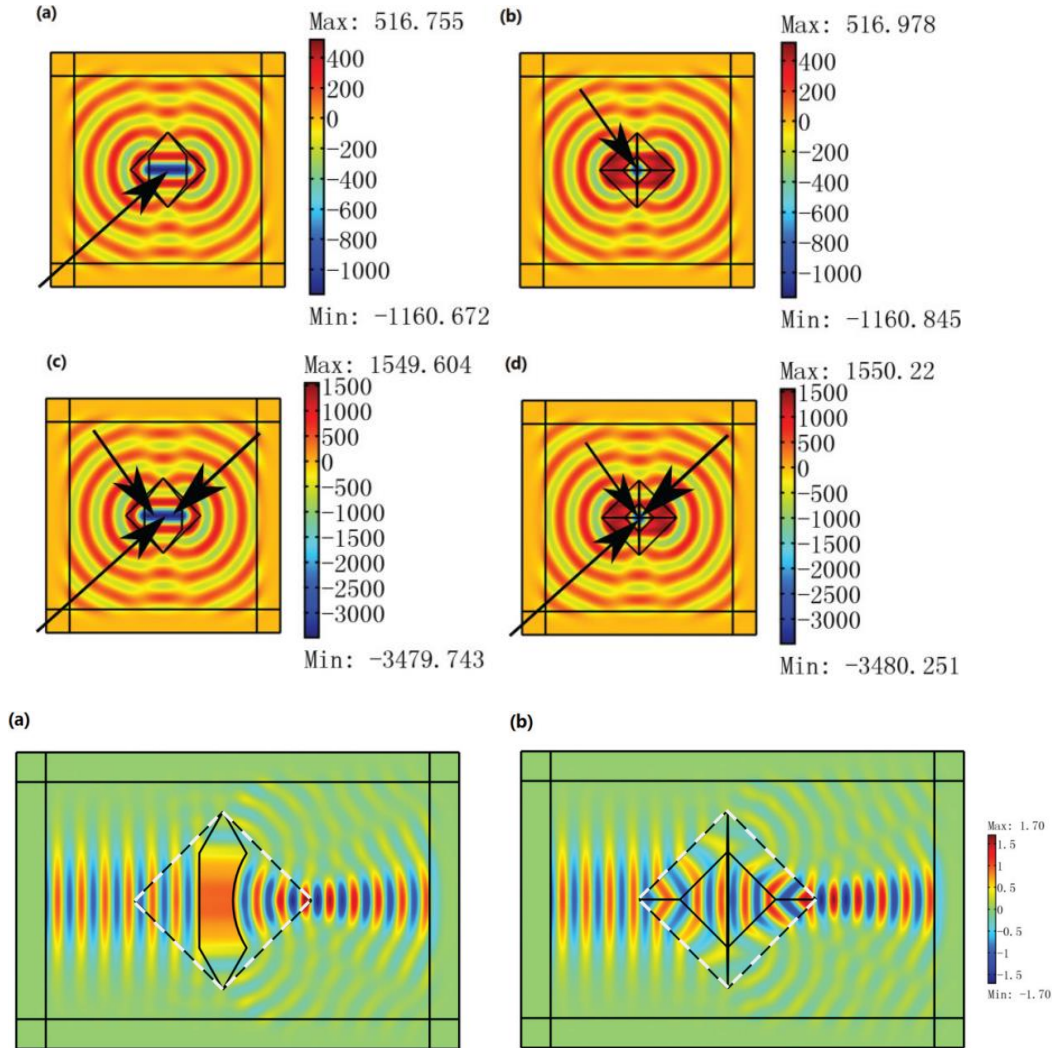 (a)
Max: 516.755
400
200
0
-200
-400
-600
-800
-1000
Min: -1160.672
(b)
Max: 516.978
400
200
0
-200
-400
-600
-800
-1000
Min: -1160.845
(c)
Max: 1549.604
1500
1000
500
0
-500
-1000
-1500
-2000
-2500
-3000
Min: -3479.743
(d)
Max: 1550.22
1500
1000
500
0
-500
-1000
-1500
-2000
-2500
-3000
Min: -3480.251
(a)
(b)
Max: 1.70
1.5
1
0.5
0
-0.5
-1
-1.5
Min: -1.70